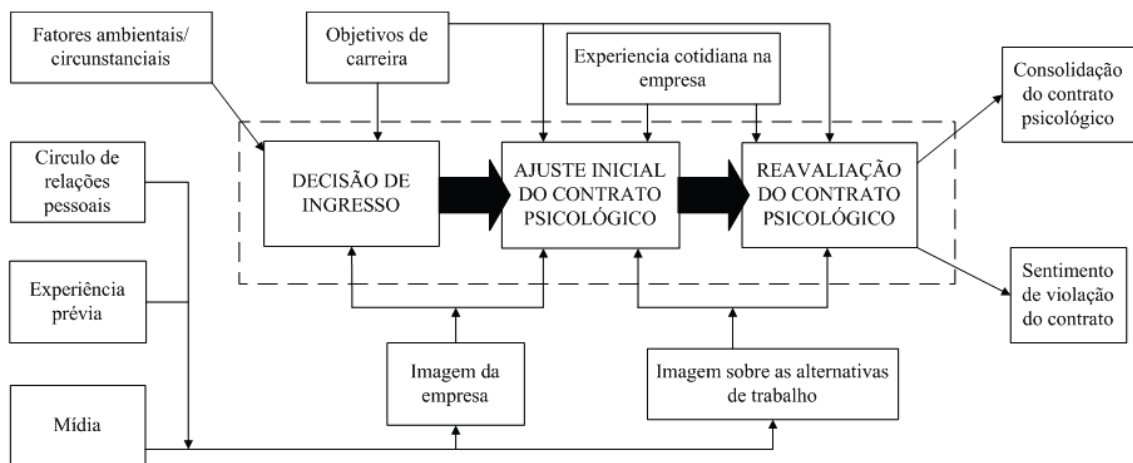 Fatores ambientais/
circunstanciais
Objetivos de
carreira
Experiencia cotidiana na
empresa
Consolidação
do contrato
psicológico
Circulo de
relações
pessoais
DECISÃO DE
INGRESSO
AJUSTE INICIAL
DO CONTRATO
PSICOLÓGICO
REAVALIAÇÃO
DO CONTRATO
PSICOLÓGICO
Experiência
prévia
Sentimento
de violação
do contrato
Imagem da
empresa
Imagem sobre as alternativas
de trabalho
Mídia